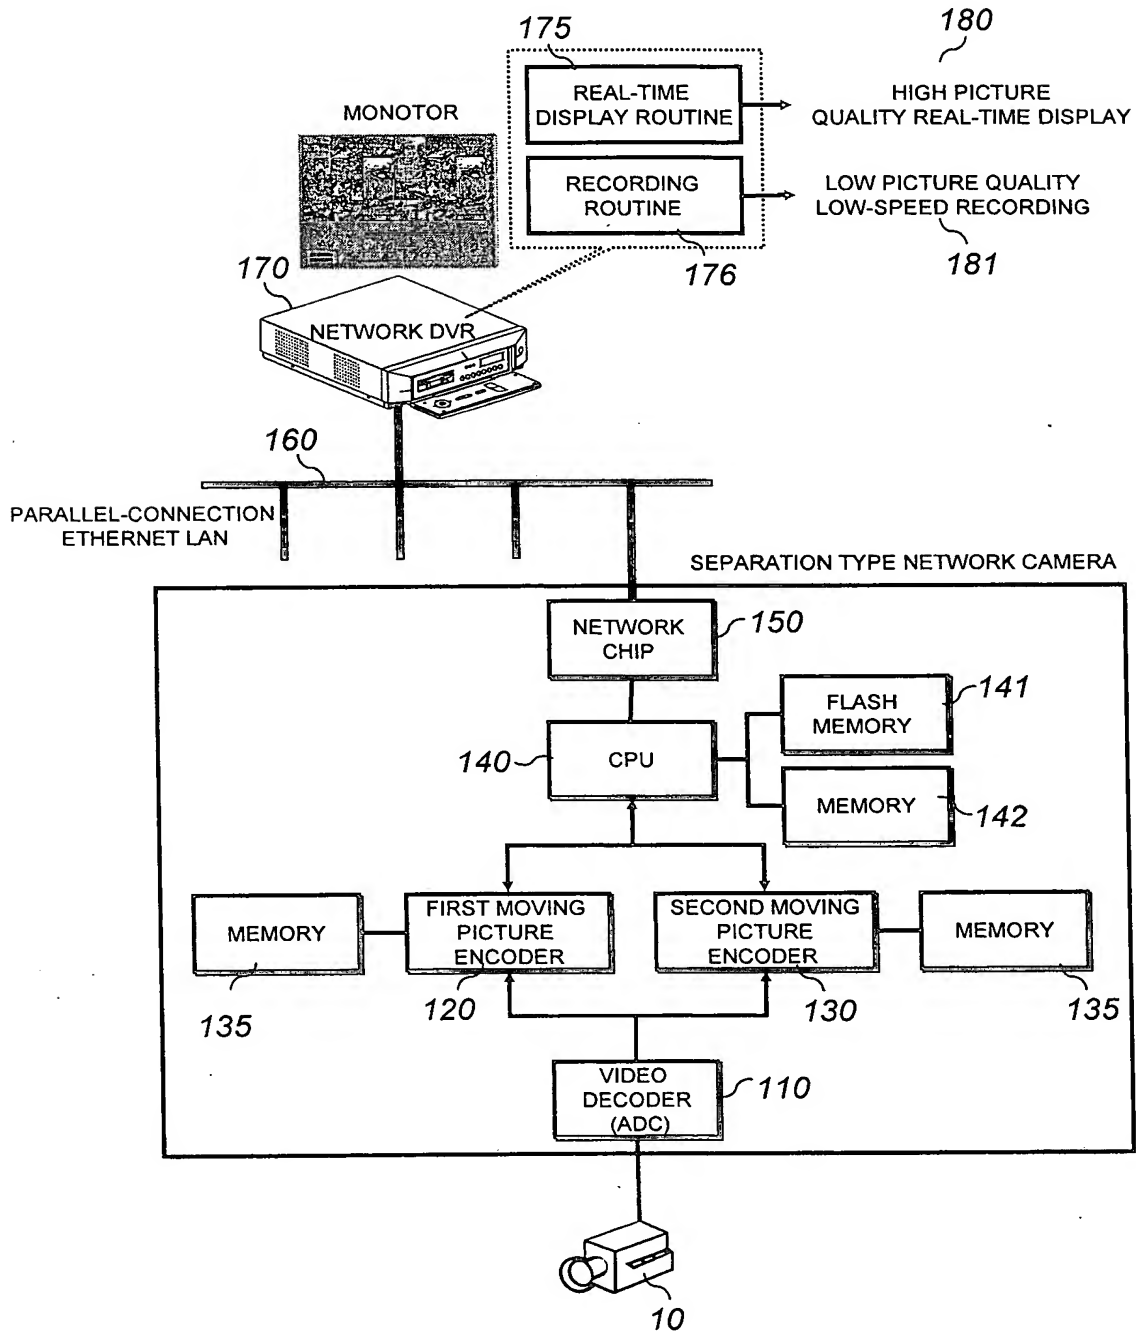 175
180
REAL-TIME
DISPLAY ROUTINE
HIGH PICTURE
QUALITY REAL-TIME DISPLAY
MONOTOR
RECORDING
ROUTINE
LOW PICTURE QUALITY
LOW-SPEED RECORDING
176
181
170
NETWORK DVR
160
PARALLEL-CONNECTION
ETHERNET LAN
SEPARATION TYPE NETWORK CAMERA
NETWORK
CHIP
150
FLASH
MEMORY
141
140
CPU
MEMORY
142
MEMORY
135
FIRST MOVING
PICTURE
ENCODER
120
SECOND MOVING
PICTURE
ENCODER
130
MEMORY
135
VIDEO
DECODER
(ADC)
110
10